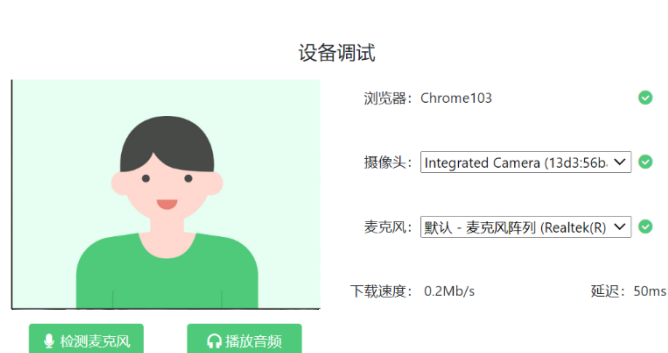 设备调试
浏览器：Chrome103
摄像头：Integrated Camera (13d3:56b
麦克风：默认 - 麦克风阵列 (Realtek(R)
下载速度：0.2Mb/s 延迟：50ms
检测麦克风 播放音频